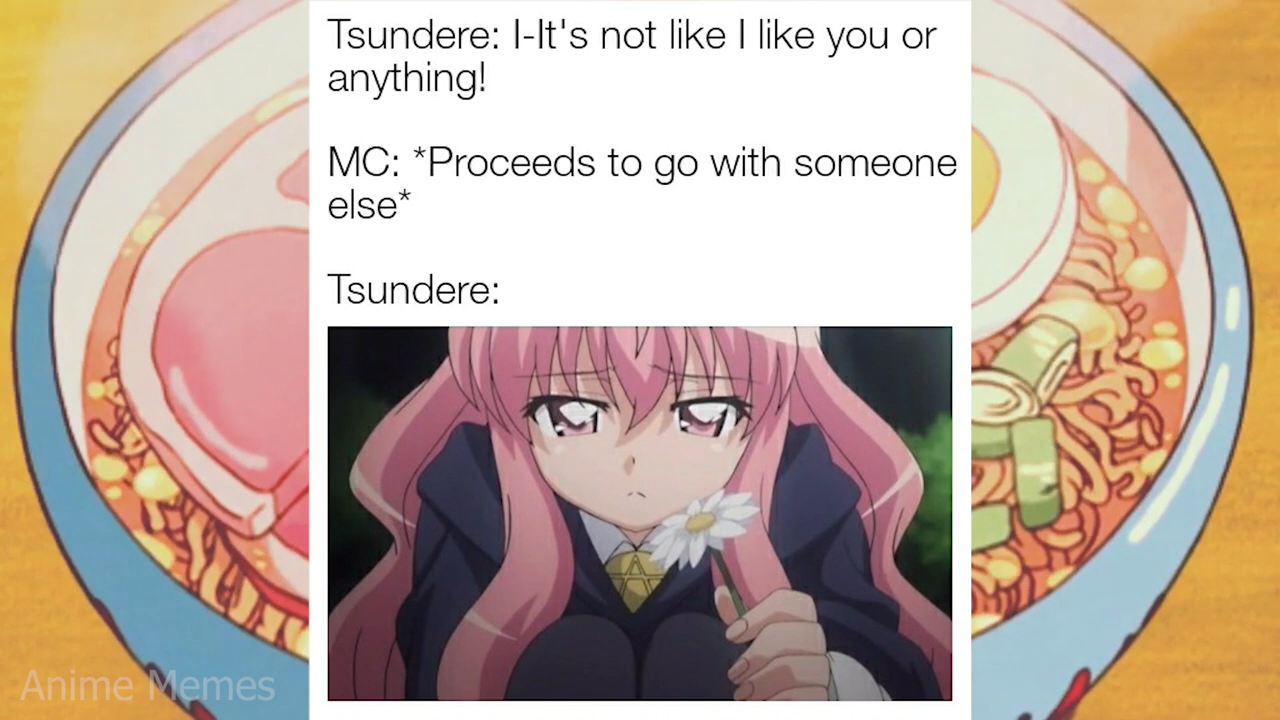 Tsundere: I-It's not like I like you or
anything!
MC: *Proceeds to go with someone
else*
Tsundere:
Anime Memes